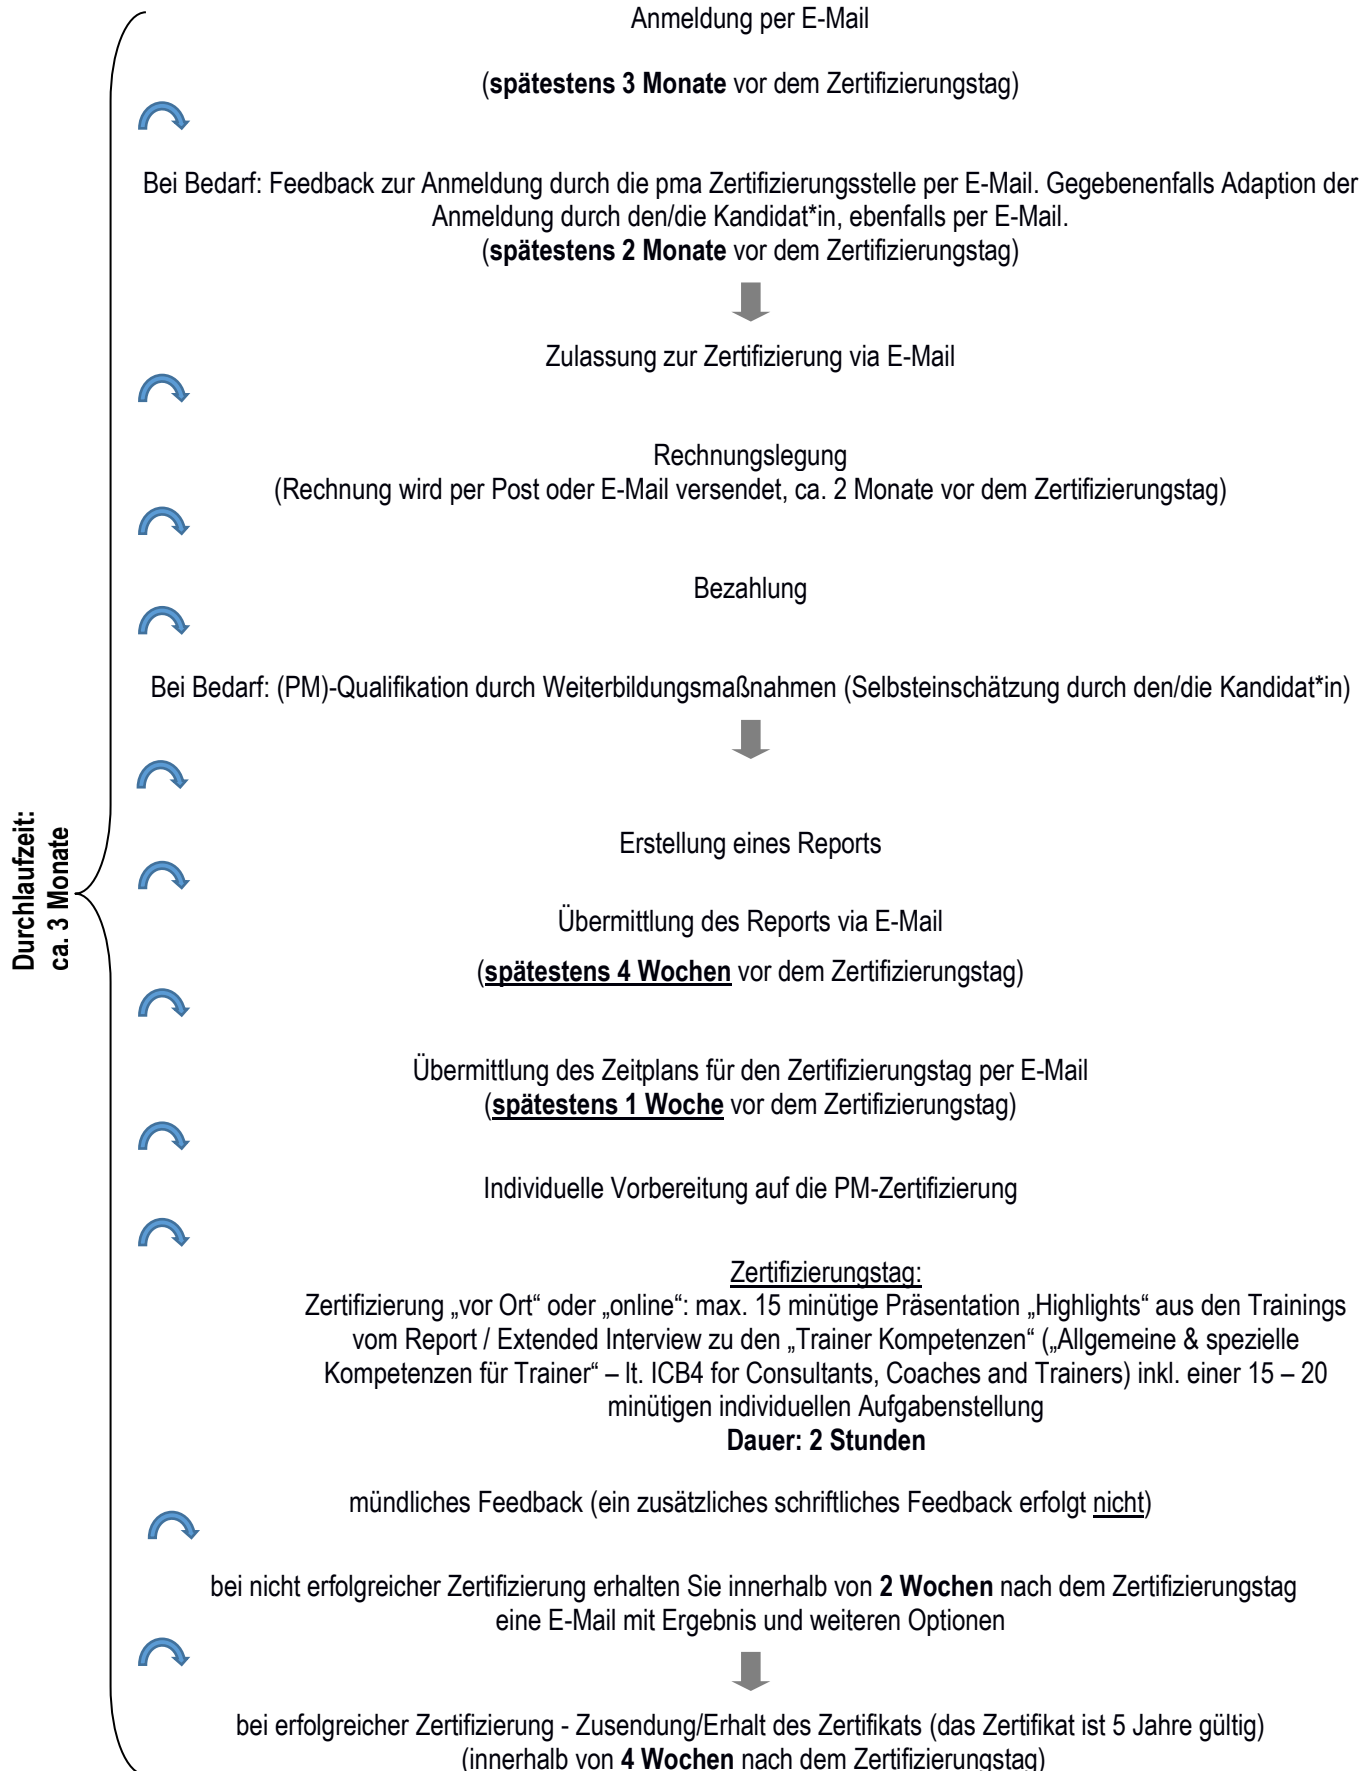 Anmeldung per E-Mail
(spätestens 3 Monate vor dem Zertifizierungstag)
Bei Bedarf: Feedback zur Anmeldung durch die pma Zertifizierungsstelle per E-Mail. Gegebenenfalls Adaption der
Anmeldung durch den/die Kandidat*in, ebenfalls per E-Mail.
(spätestens 2 Monate vor dem Zertifizierungstag)
Zulassung zur Zertifizierung via E-Mail
Rechnungslegung
(Rechnung wird per Post oder E-Mail versendet, ca. 2 Monate vor dem Zertifizierungstag)
Bezahlung
Bei Bedarf: (PM)-Qualifikation durch Weiterbildungsmaßnahmen (Selbsteinschätzung durch den/die Kandidat*in)
Durchlaufzeit:
ca. 3 Monate
Erstellung eines Reports
Übermittlung des Reports via E-Mail
(spätestens 4 Wochen vor dem Zertifizierungstag)
Übermittlung des Zeitplans für den Zertifizierungstag per E-Mail
(spätestens 1 Woche vor dem Zertifizierungstag)
Individuelle Vorbereitung auf die PM-Zertifizierung
Zertifizierungstag:
Zertifizierung „vor Ort“ oder „online“: max. 15 minütige Präsentation „Highlights“ aus den Trainings
vom Report / Extended Interview zu den „Trainer Kompetenzen“ („Allgemeine & spezielle
Kompetenzen für Trainer“ – lt. ICB4 for Consultants, Coaches and Trainers) inkl. einer 15 – 20
minütigen individuellen Aufgabenstellung
Dauer: 2 Stunden
mündliches Feedback (ein zusätzliches schriftliches Feedback erfolgt nicht)
bei nicht erfolgreicher Zertifizierung erhalten Sie innerhalb von 2 Wochen nach dem Zertifizierungstag
eine E-Mail mit Ergebnis und weiteren Optionen
bei erfolgreicher Zertifizierung - Zusendung/Erhalt des Zertifikats (das Zertifikat ist 5 Jahre gültig)
(innerhalb von 4 Wochen nach dem Zertifizierungstag)